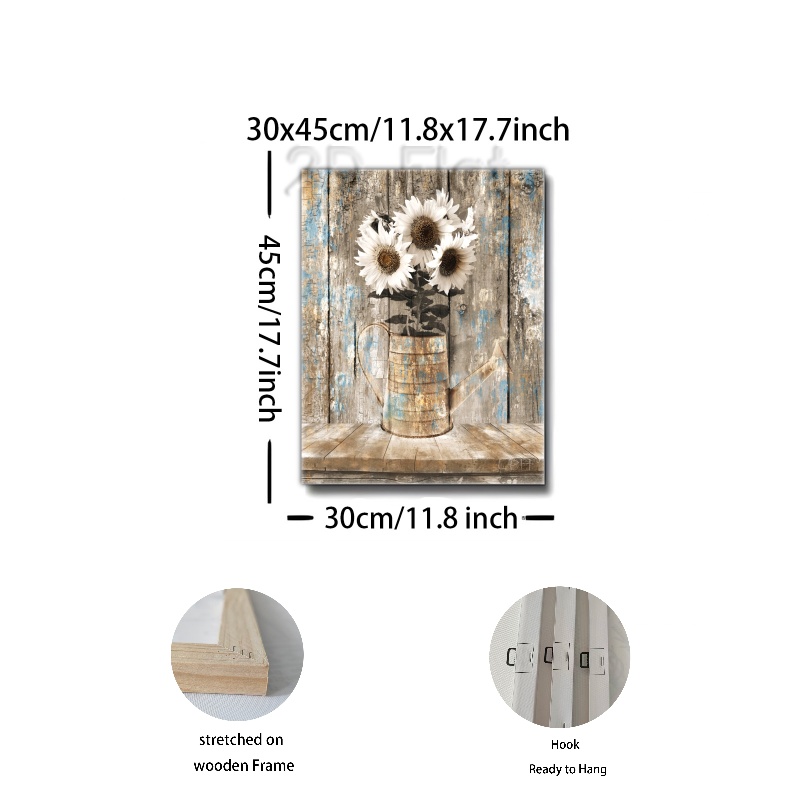 30x45cm/11.8x17.7inch
45cm/17.7inch
30cm/11.8 inch
stretched on
wooden Frame
Hook
Ready to Hang